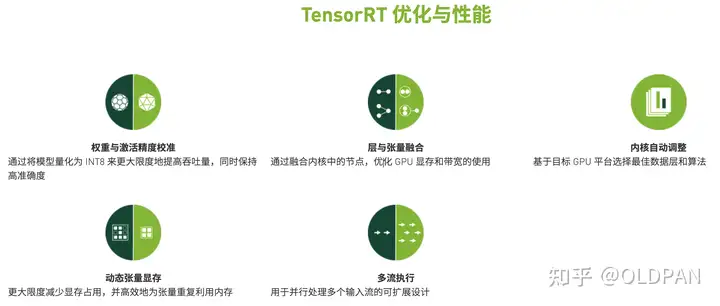 TensorRT 优化与性能
权重与激活精度校准
通过将模型量化为 INT8 来更大限度地提高吞吐量，同时保持
高准确度
层与张量融合
通过融合内核中的节点，优化 GPU 显存和带宽的使用
内核自动调整
基于目标 GPU 平台选择最佳数据层和算法
动态张量显存
更大限度减少显存占用，并高效地为张量重复利用内存
多流执行
用于并行处理多个输入流的可扩展设计
知乎 @OLDPAN